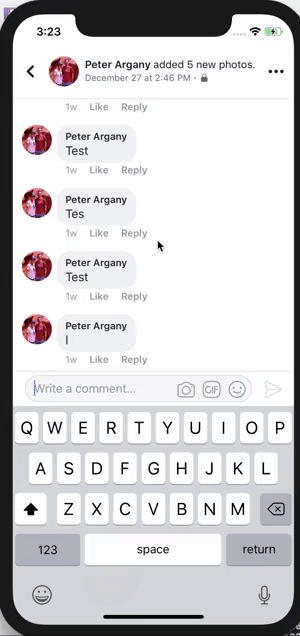 3:23
Peter Argany added 5 new photos.
December 27 at 2:46 PM ·
1w Like Reply
Peter Argany
Test
1w Like Reply
Peter Argany
Tes
1w Like Reply
Peter Argany
Test
1w Like Reply
Peter Argany
I
1w Like Reply
Write a comment...
GIF
Q W E R T Y U I O P
A S D F G H J K L
Z X C V B N M
123 space return